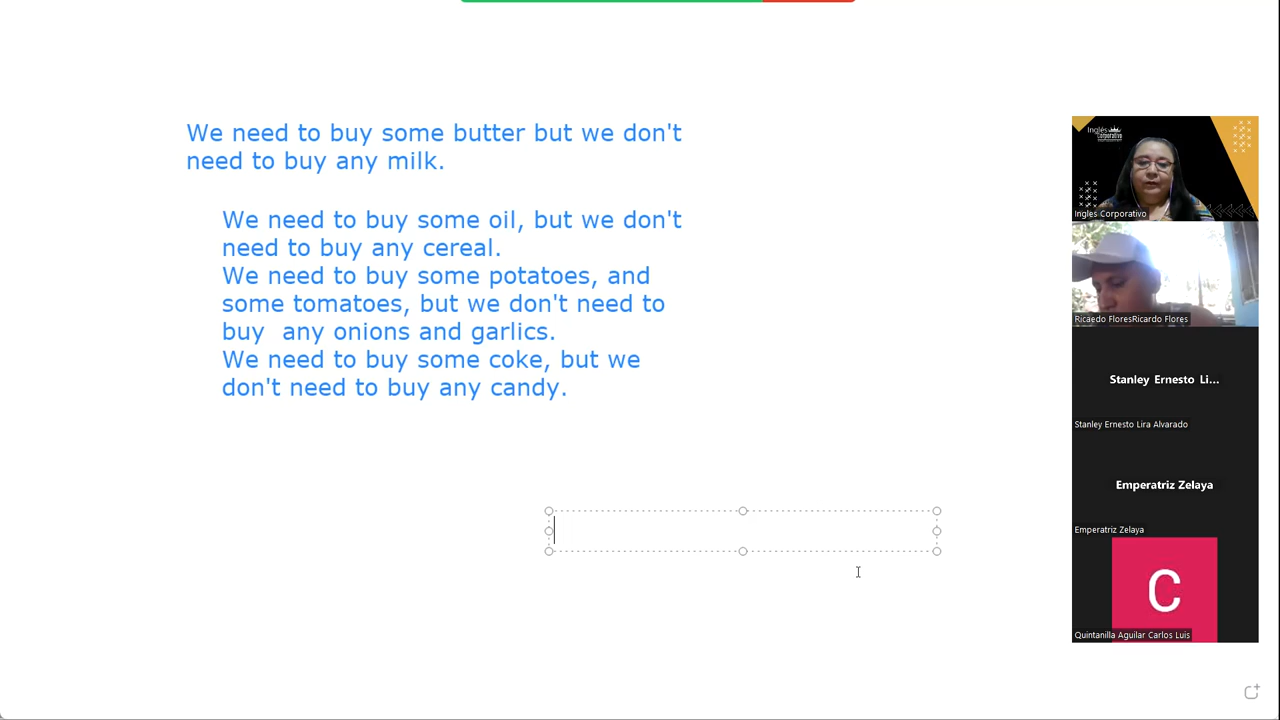 We need to buy some butter but we don't
need to buy any milk.
We need to buy some oil, but we don't
need to buy any cereal.
We need to buy some potatoes, and
some tomatoes, but we don't need to
buy  any onions and garlics.
We need to buy some coke, but we
don't need to buy any candy.
Inglés
Corporativo
Ingles Corporativo
Ricaedo FloresRicardo Flores
Stanley Ernesto Li...
Stanley Ernesto Lira Alvarado
Emperatriz Zelaya
Emperatriz Zelaya
C
Quintanilla Aguilar Carlos Luis